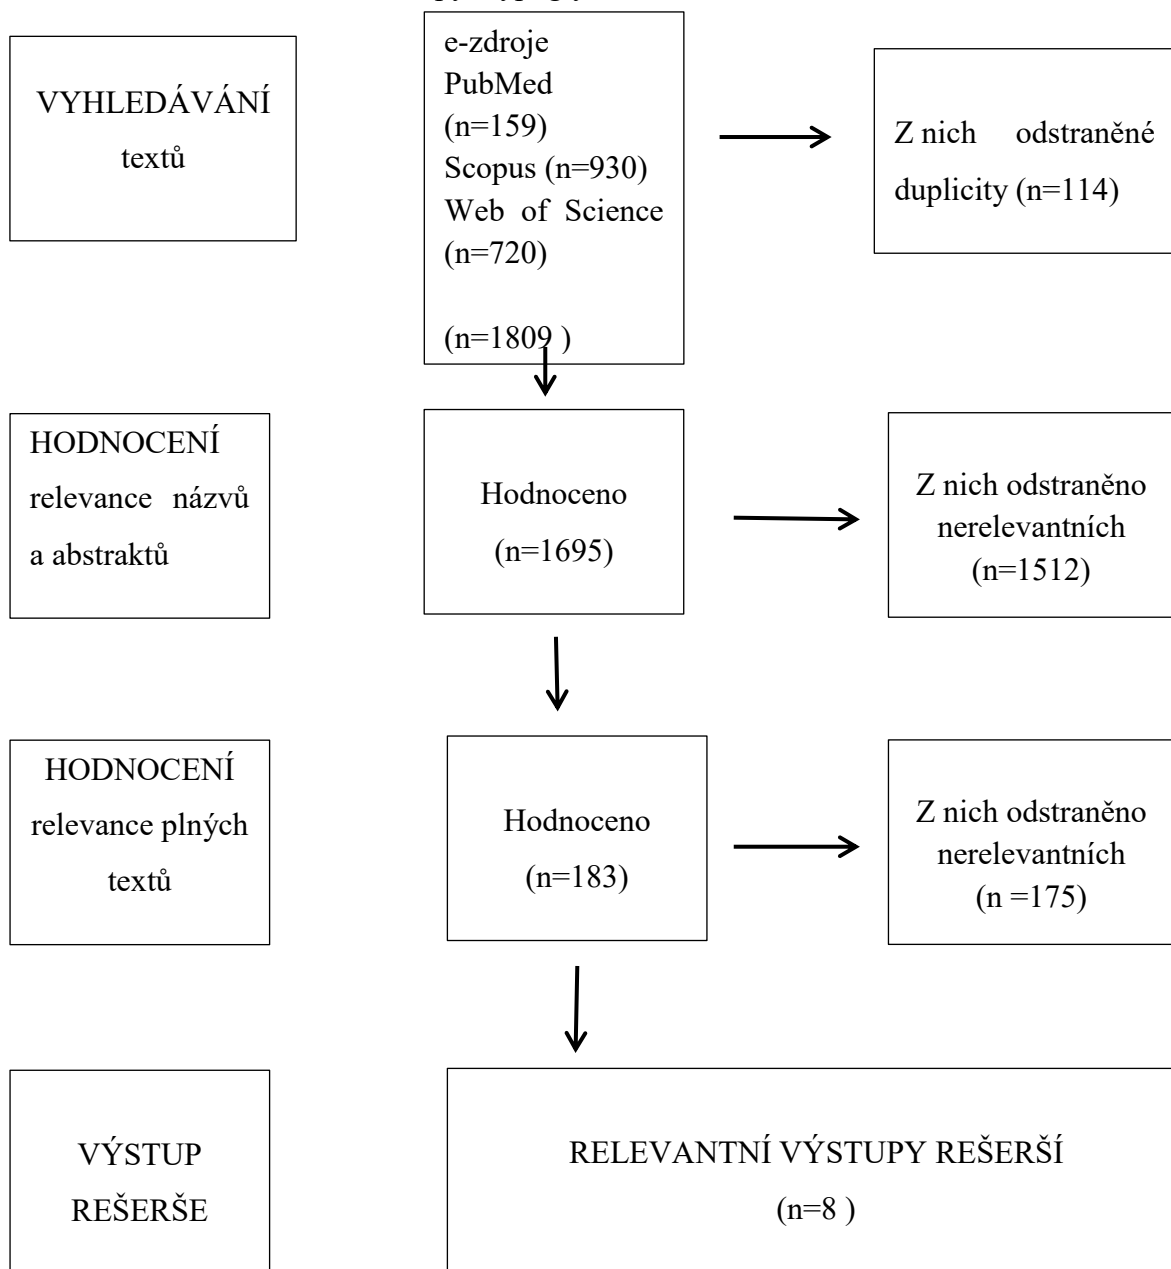 VYHLEDÁVÁNÍ
textů
e-zdroje
PubMed
(n=159)
Scopus (n=930)
Web of Science
(n=720)
(n=1809 )
Z nich odstraněné
duplicity (n=114)
HODNOCENÍ
relevance názvů
a abstraktů
Hodnoceno
(n=1695)
Z nich odstraněno
nerelevantních
(n=1512)
HODNOCENÍ
relevance plných
textů
Hodnoceno
(n=183)
Z nich odstraněno
nerelevantních
(n =175)
VÝSTUP
REŠERŠE
RELEVANTNÍ VÝSTUPY REŠERŠÍ
(n=8 )